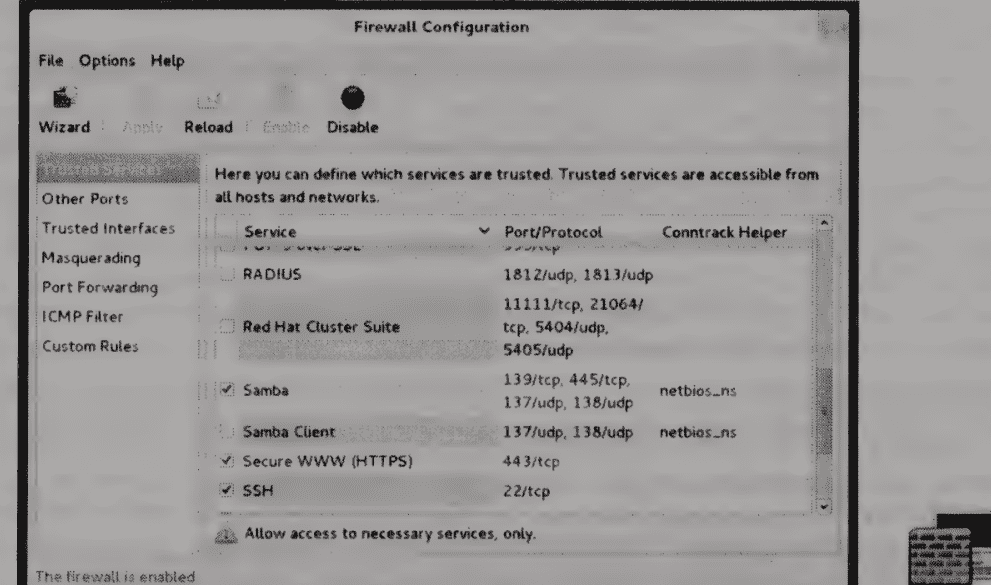 Firewall Configuration
File Options Help
Wizard Apply Reload Enable Disable
Trusted Services
Here you can define which services are trusted. Trusted services are accessible from
all hosts and networks.
Other Ports
Trusted Interfaces
Masquerading
Port Forwarding
ICMP Filter
Custom Rules
Service Port/Protocol Conntrack Helper
RADIUS 1812/udp, 1813/udp
Red Hat Cluster Suite 11111/tcp, 21064/
tcp, 5404/udp,
5405/udp
Samba 139/tcp, 445/tcp, netbios_ns
137/udp, 138/udp
Samba Client 137/udp, 138/udp netbios_ns
Secure WWW (HTTPS) 443/tcp
SSH 22/tcp
Allow access to necessary services, only.
The firewall is enabled